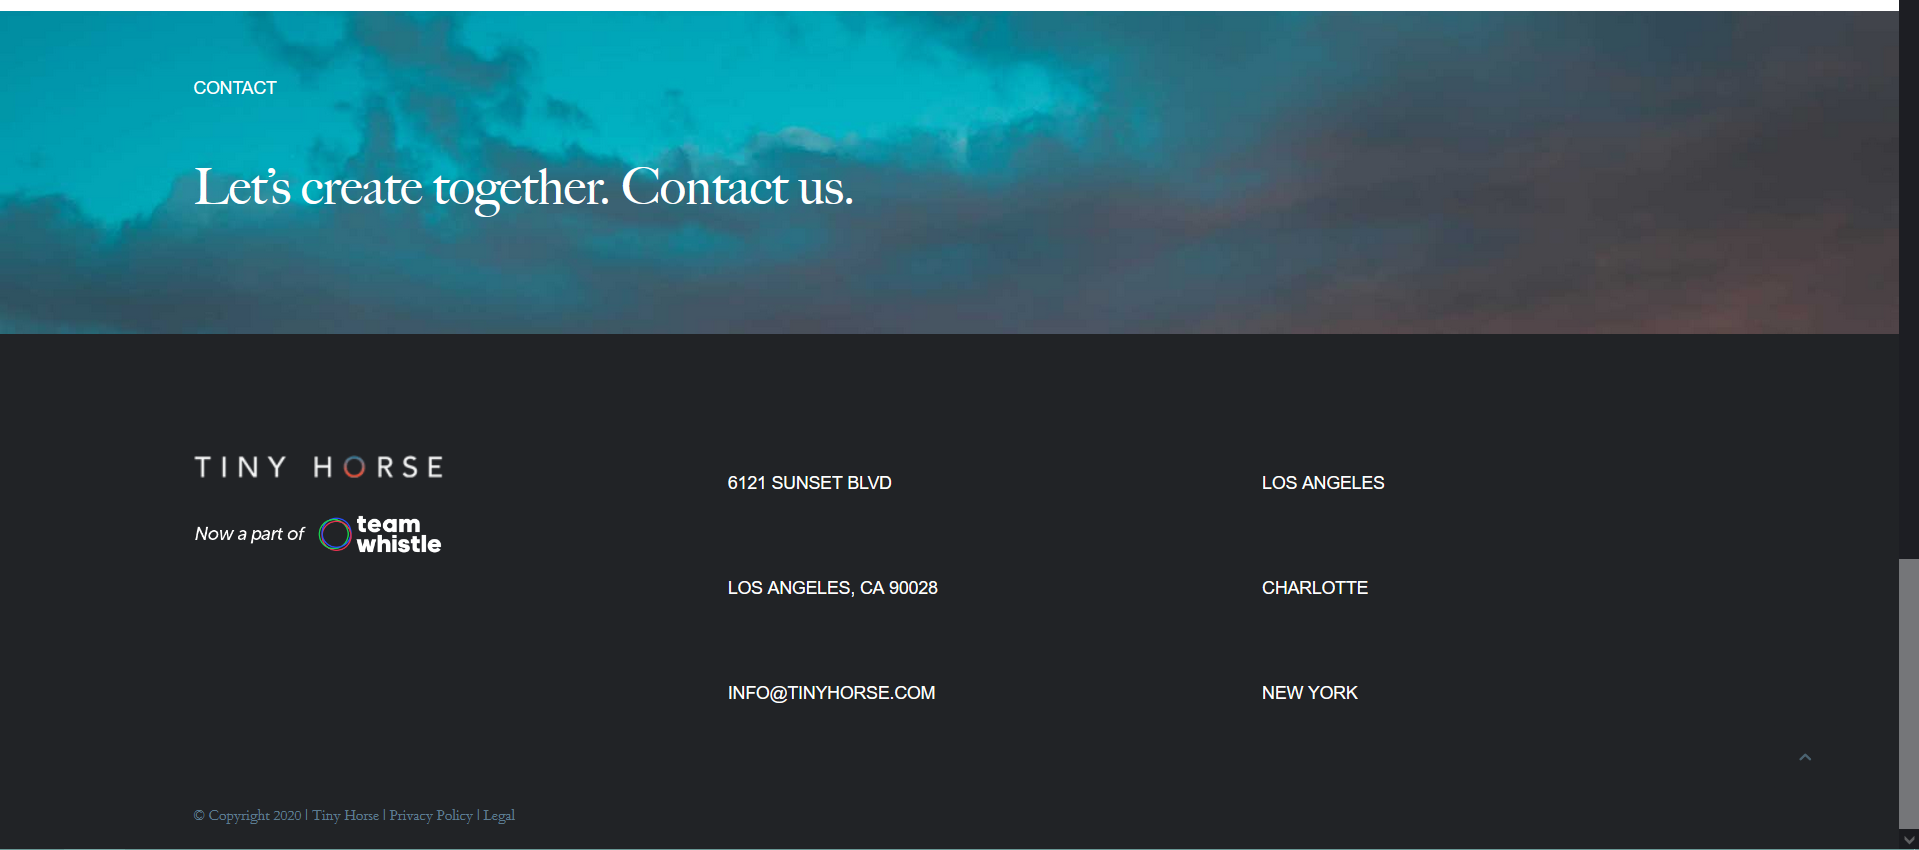 CONTACT
Let's create together. Contact us.
TINY HORSE
Now a part of team whistle
6121 SUNSET BLVD
LOS ANGELES, CA 90028
INFO@TINYHORSE.COM
LOS ANGELES
CHARLOTTE
NEW YORK
© Copyright 2020 | Tiny Horse | Privacy Policy | Legal